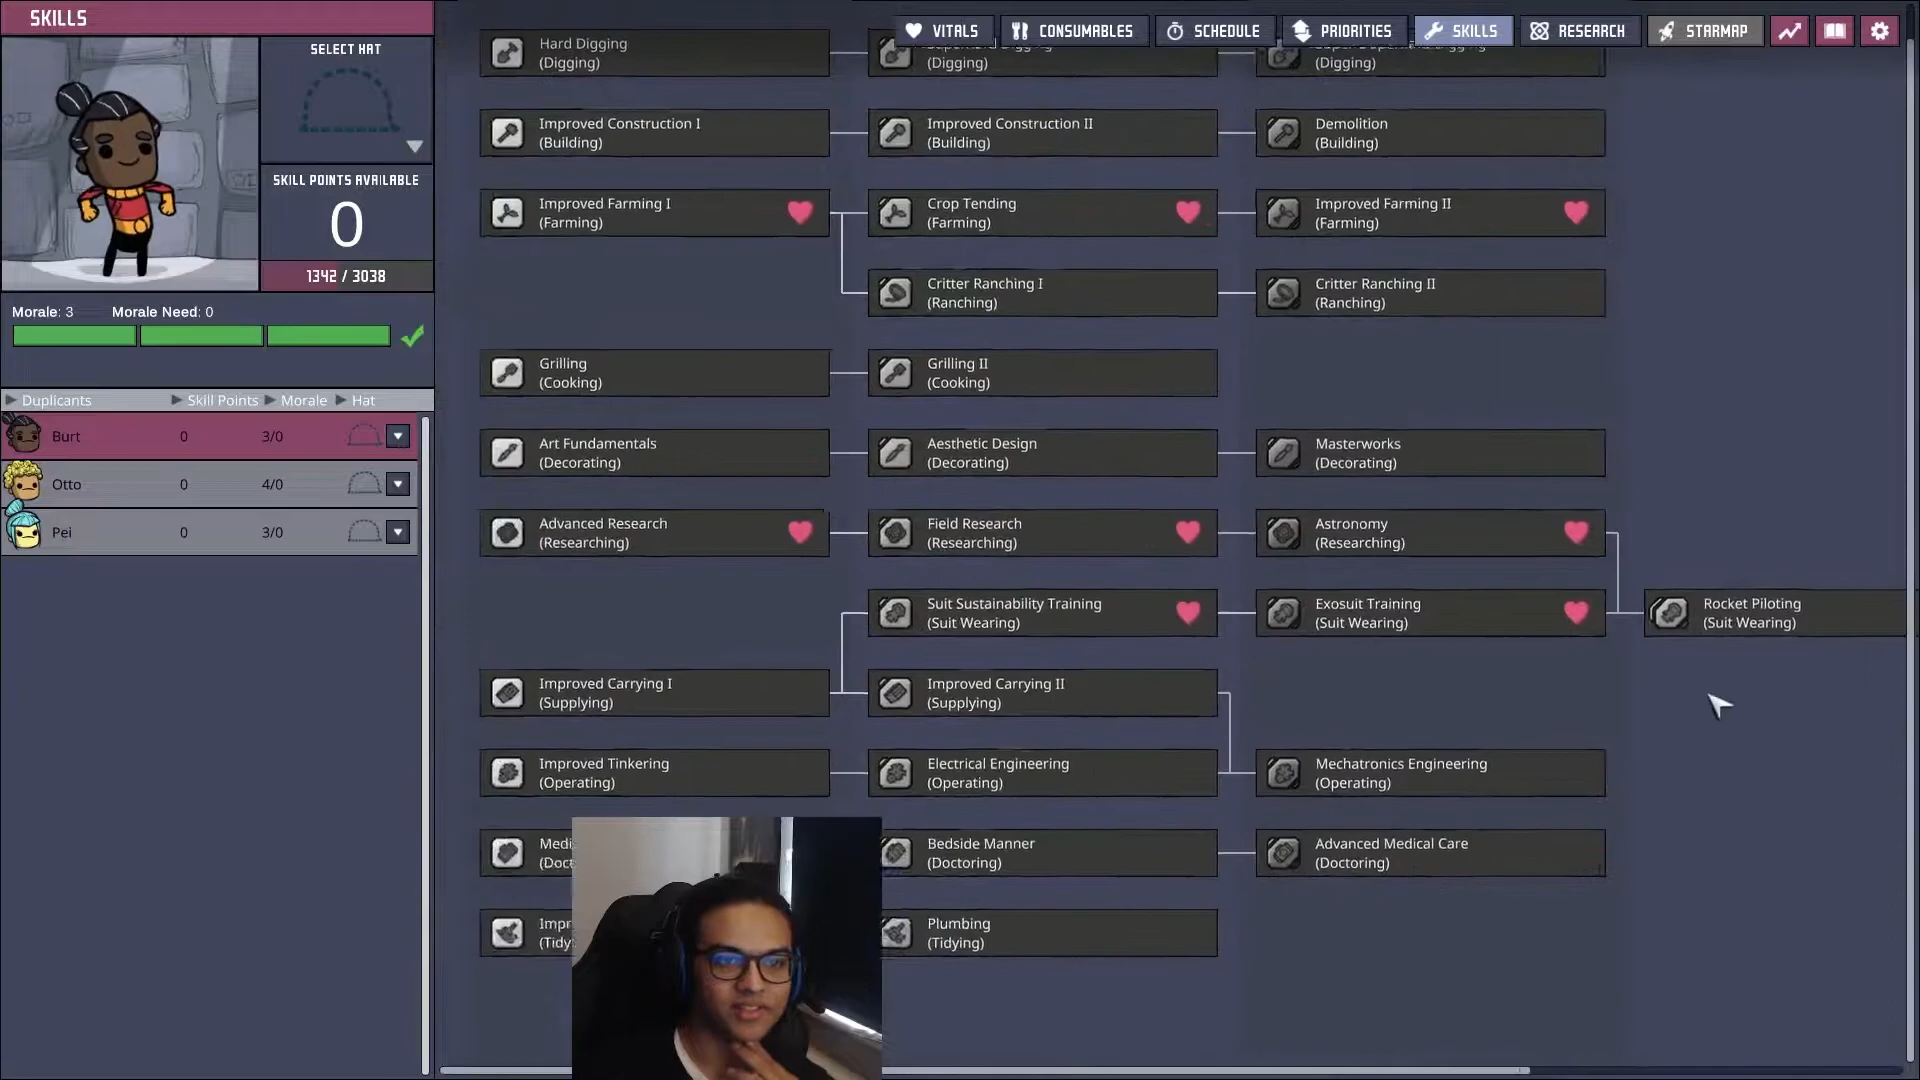 SKILLS
VITALS
CONSUMABLES
SCHEDULE
PRIORITIES
SKILLS
RESEARCH
STARMAP
SELECT HAT
SKILL POINTS AVAILABLE
0
1342 / 3038
Morale: 3 Morale Need: 0
Duplicants Skill Points Morale Hat
Burt 0 3/0
Otto 0 4/0
Pei 0 3/0
Hard Digging
(Digging)
(Digging)
(Digging)
Improved Construction I
(Building)
Improved Construction II
(Building)
Demolition
(Building)
Improved Farming I
(Farming)
Crop Tending
(Farming)
Improved Farming II
(Farming)
Critter Ranching I
(Ranching)
Critter Ranching II
(Ranching)
Grilling
(Cooking)
Grilling II
(Cooking)
Art Fundamentals
(Decorating)
Aesthetic Design
(Decorating)
Masterworks
(Decorating)
Advanced Research
(Researching)
Field Research
(Researching)
Astronomy
(Researching)
Suit Sustainability Training
(Suit Wearing)
Exosuit Training
(Suit Wearing)
Rocket Piloting
(Suit Wearing)
Improved Carrying I
(Supplying)
Improved Carrying II
(Supplying)
Improved Tinkering
(Operating)
Electrical Engineering
(Operating)
Mechatronics Engineering
(Operating)
Medi
(Doct
Bedside Manner
(Doctoring)
Advanced Medical Care
(Doctoring)
Impr
(Tidy
Plumbing
(Tidying)